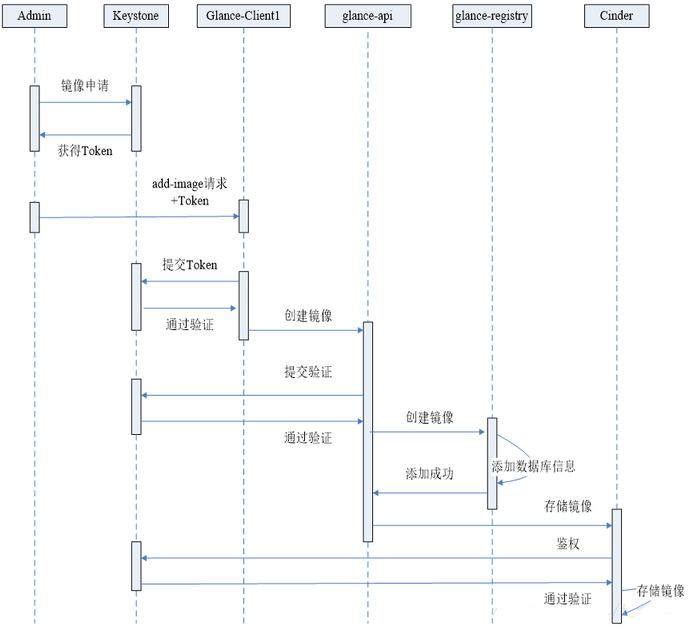 Admin Keystone Glance-Client1 glance-api glance-registry Cinder
镜像申请
获得Token
add-image请求
+Token
提交Token
通过验证
创建镜像
提交验证
通过验证
创建镜像
添加数据库信息
添加成功
存储镜像
鉴权
通过验证
存储镜像